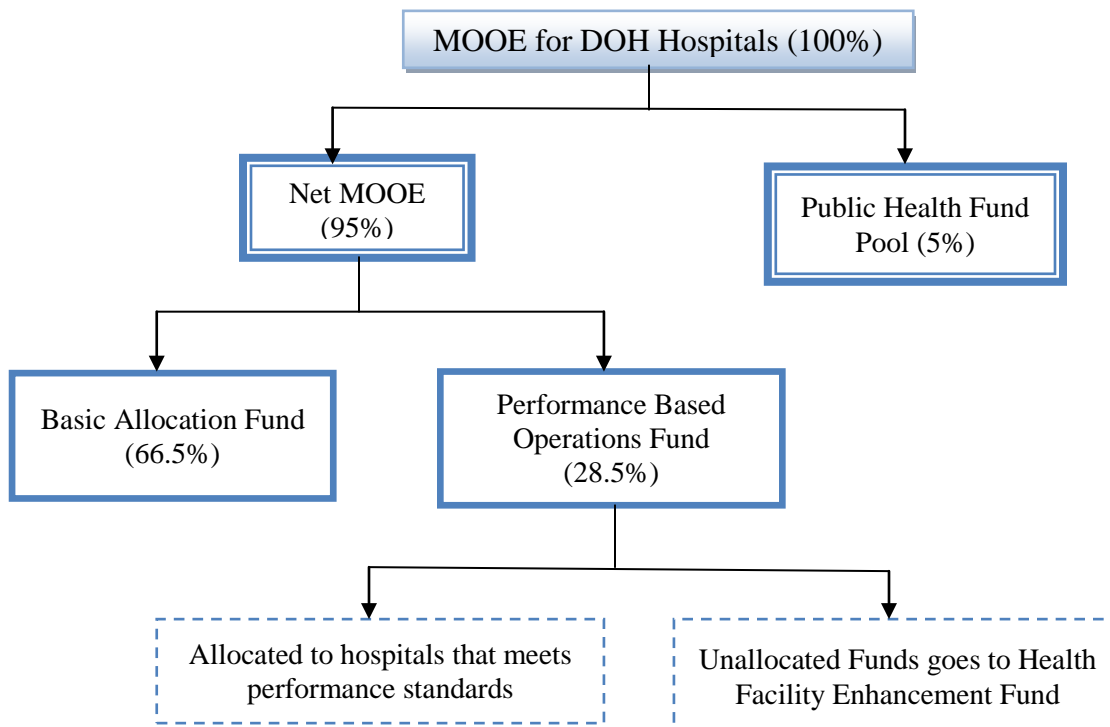 MOOE for DOH Hospitals (100%)
Net MOOE
(95%)
Public Health Fund
Pool (5%)
Basic Allocation Fund
(66.5%)
Performance Based
Operations Fund
(28.5%)
Allocated to hospitals that meets
performance standards
Unallocated Funds goes to Health
Facility Enhancement Fund